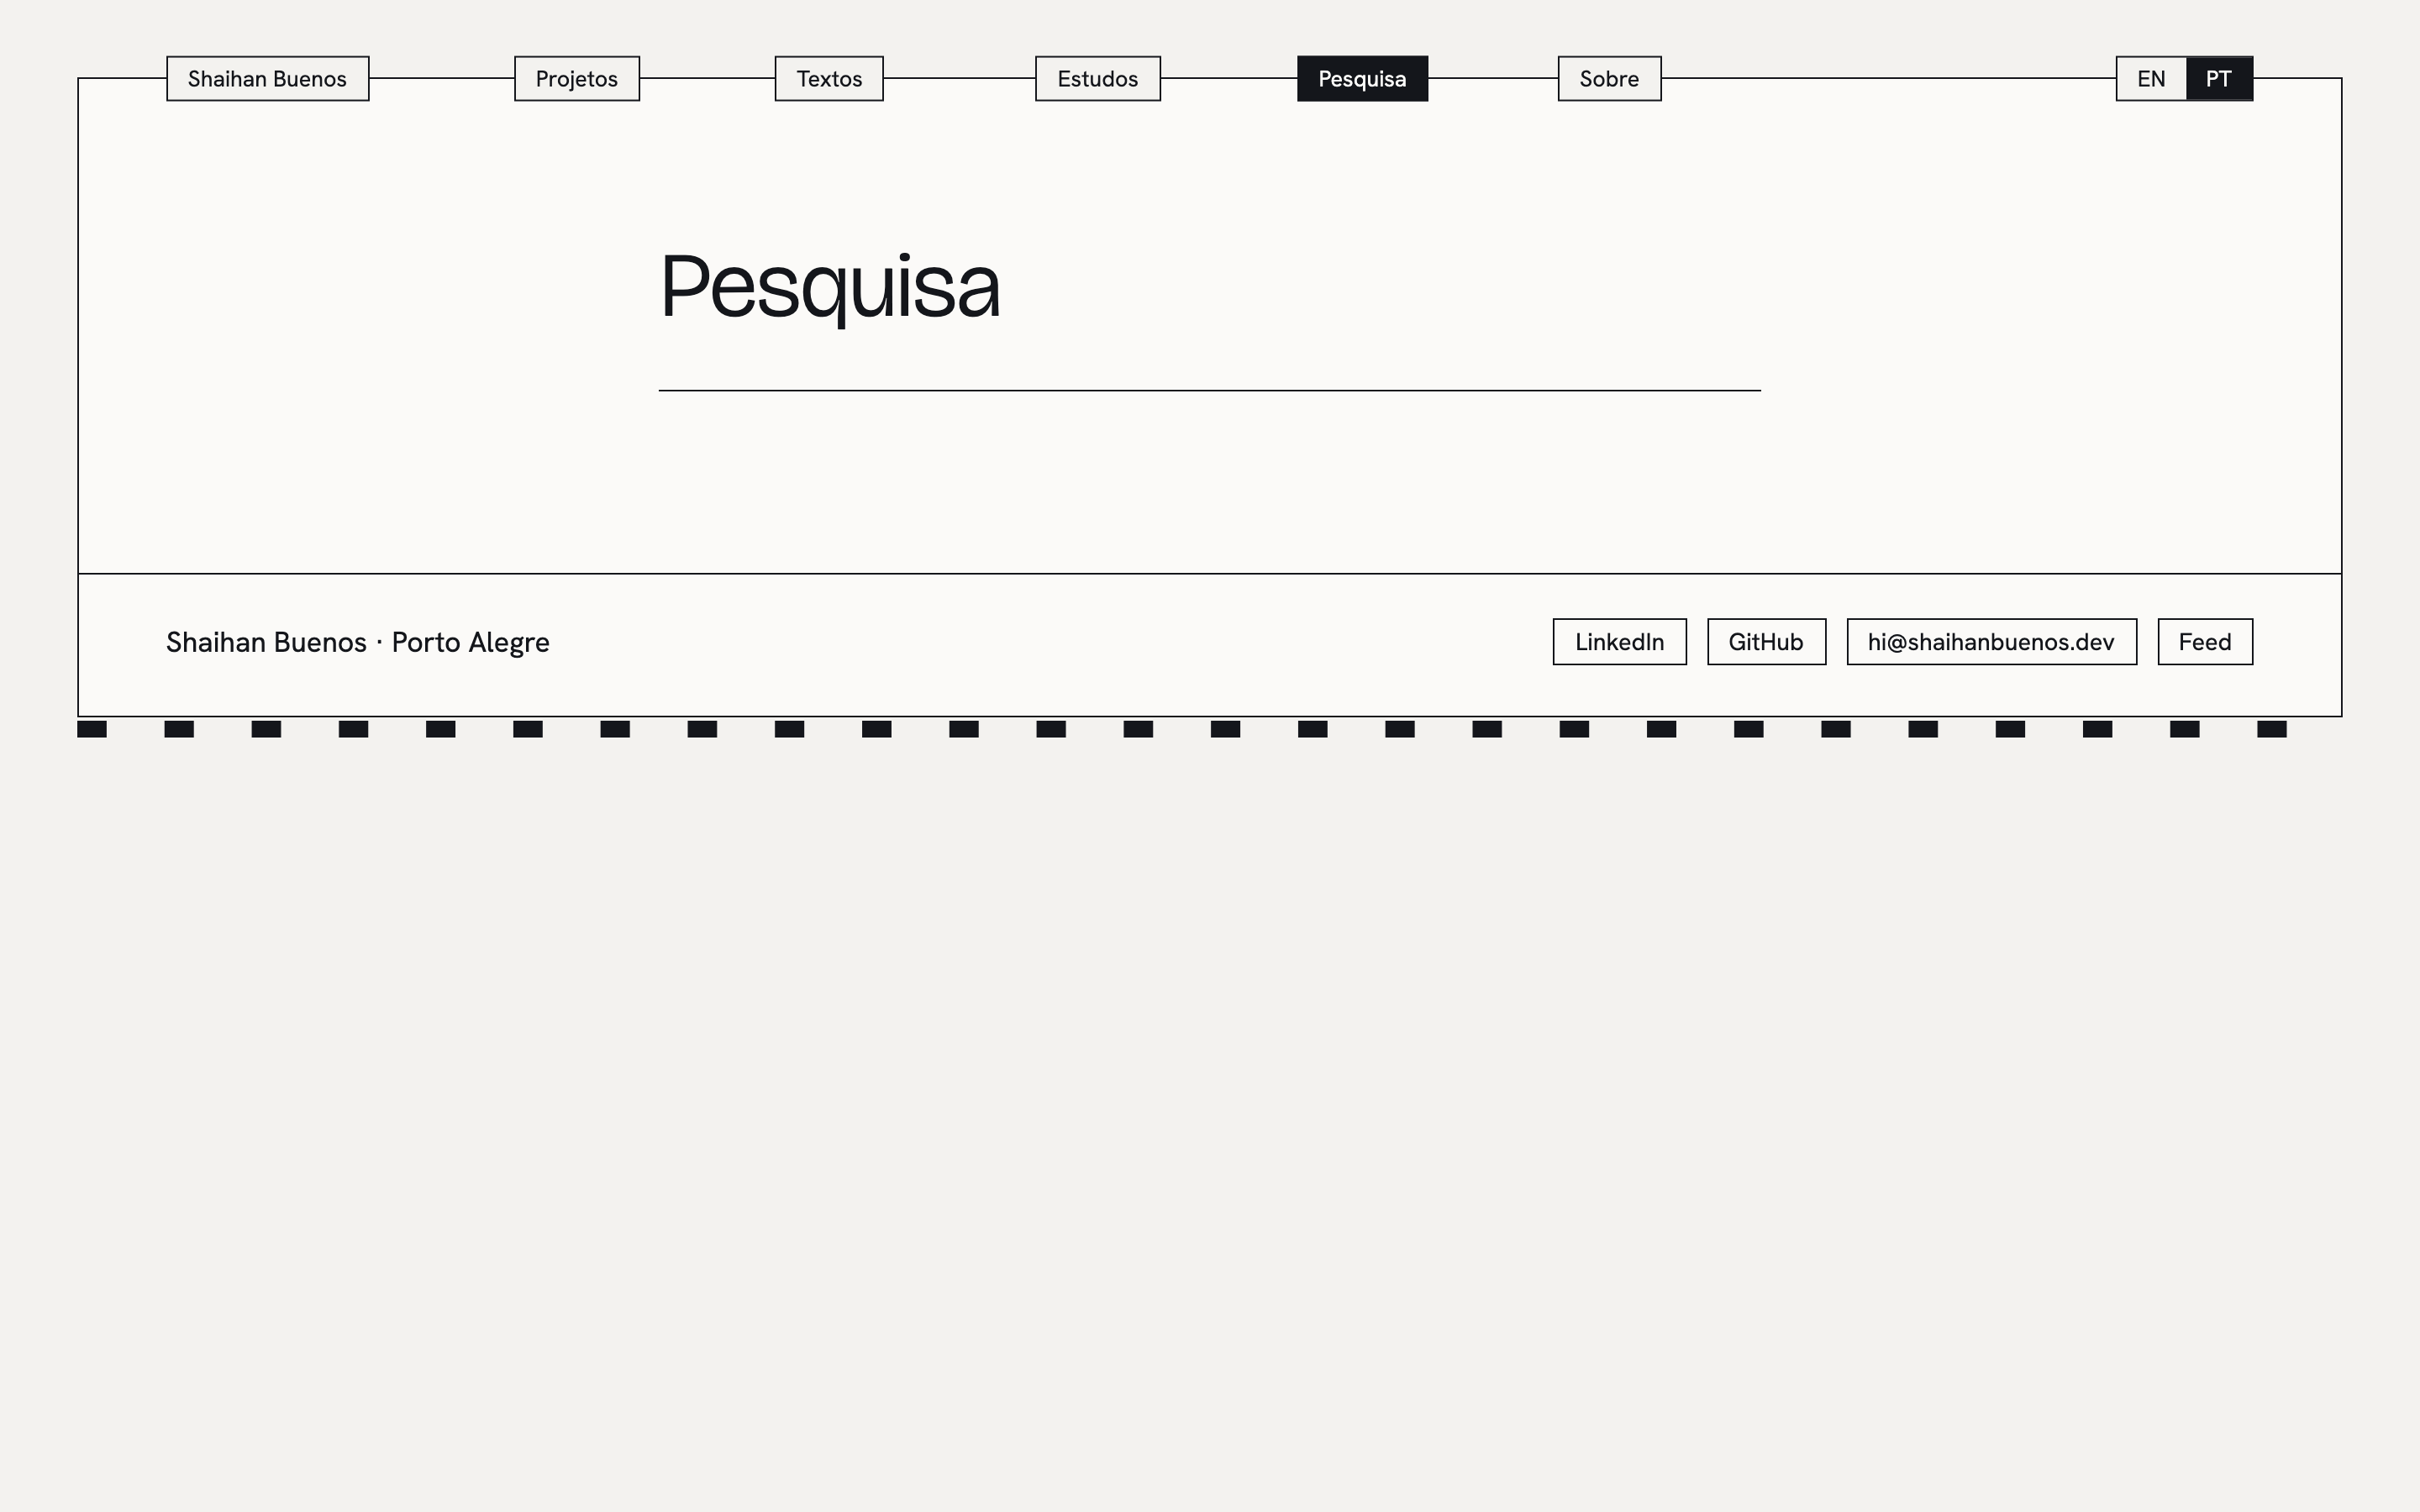 Shaihan Buenos
Projetos
Textos
Estudos
Pesquisa
Sobre
EN
PT
Pesquisa
Shaihan Buenos · Porto Alegre
LinkedIn
GitHub
hi@shaihanbuenos.dev
Feed